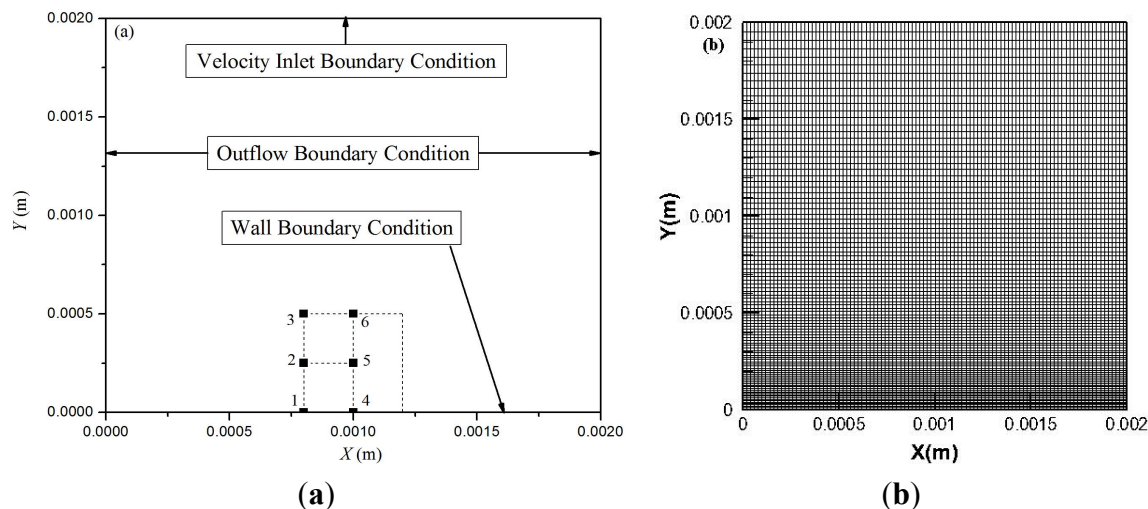 (a)
0.0020
Velocity Inlet Boundary Condition
0.0015
Outflow Boundary Condition
0.0010
Y (m)
Wall Boundary Condition
0.0005
3 6
2 5
1 4
0.0000
0.0000 0.0005 0.0010 0.0015 0.0020
X (m)
(a)
0.002
(b)
0.0015
0.001
Y(m)
0.0005
0
0 0.0005 0.001 0.0015 0.002
X(m)
(b)